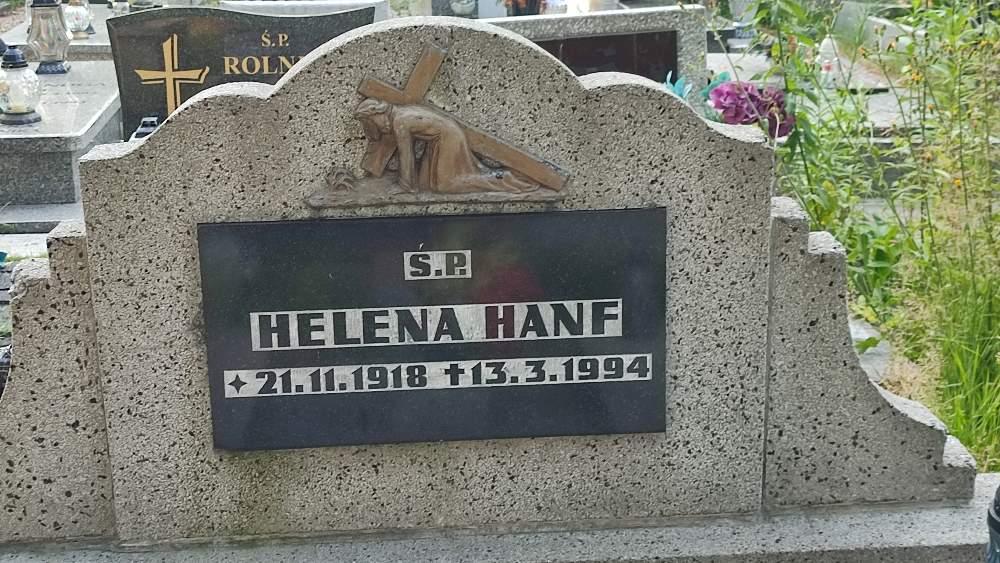 Ś.P.
Ś.P.
HELENA HANF
✦ 21.11.1918 ✝ 13.3.1994